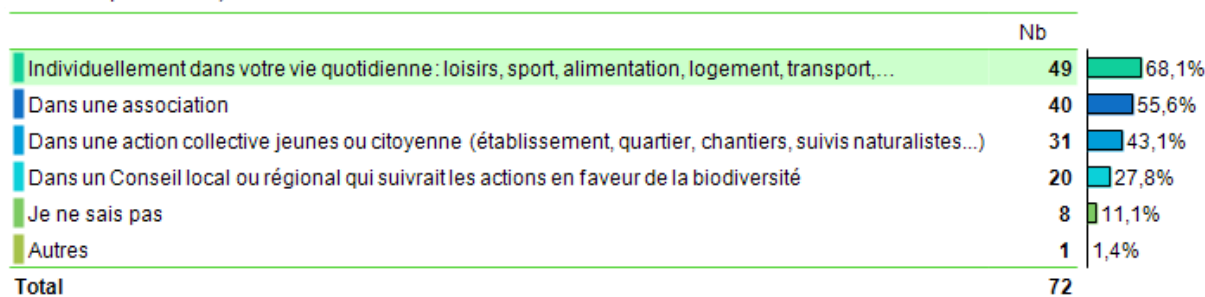 Nb
Individuellement dans votre vie quotidienne: loisirs, sport, alimentation, logement, transport,... 49 68,1%
Dans une association 40 55,6%
Dans une action collective jeunes ou citoyenne (établissement, quartier, chantiers, suivis naturalistes...) 31 43,1%
Dans un Conseil local ou régional qui suivrait les actions en faveur de la biodiversité 20 27,8%
Je ne sais pas 8 11,1%
Autres 1 1,4%
Total 72